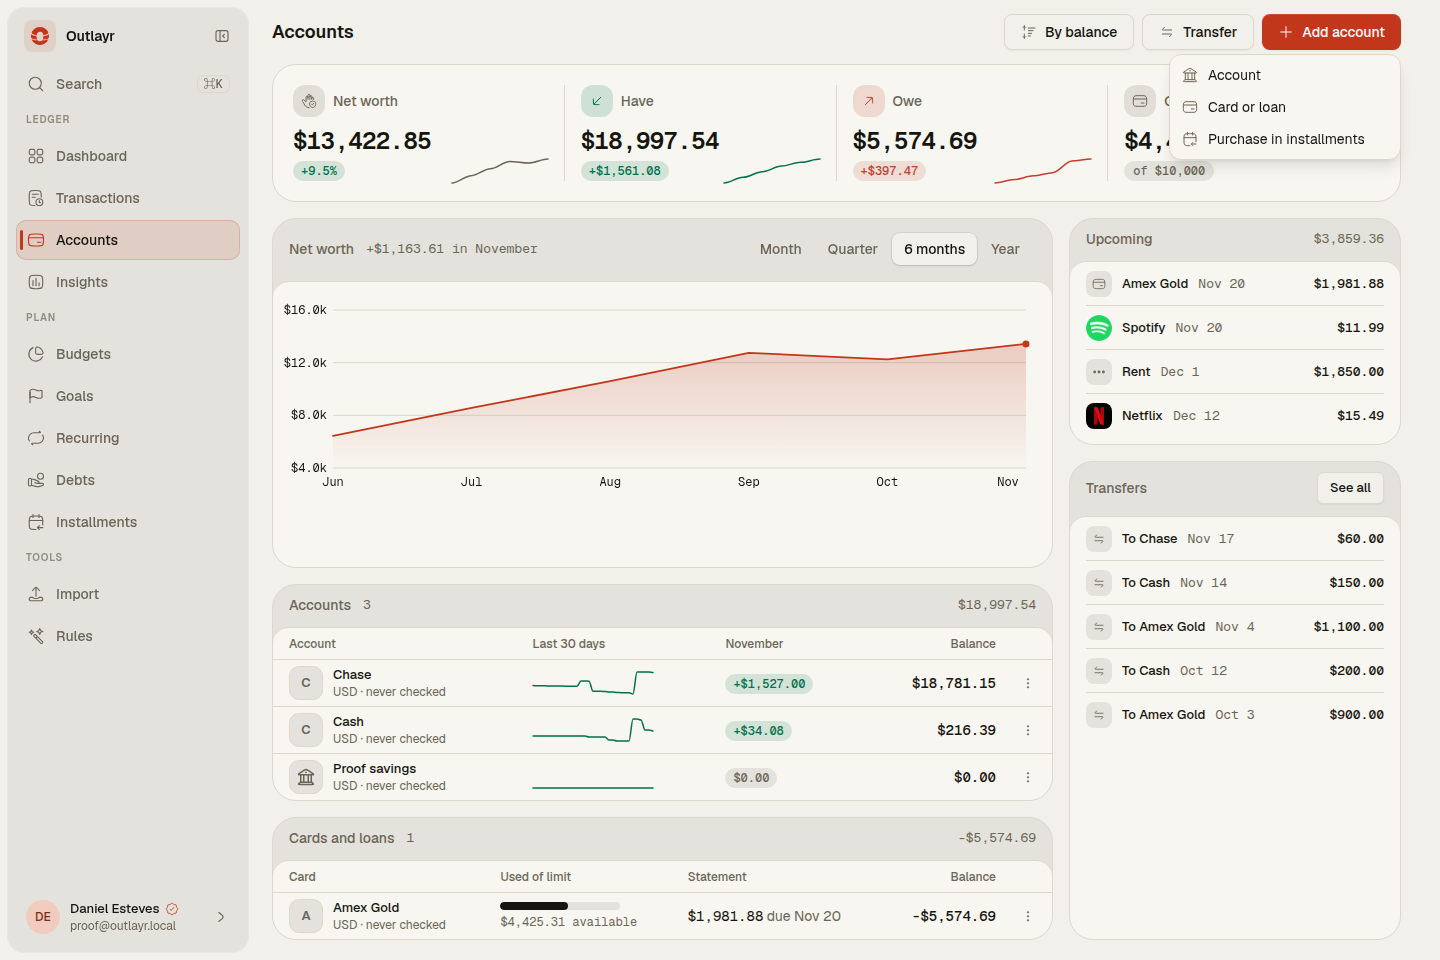 Outlayr
Search ⌘K
LEDGER
Dashboard
Transactions
Accounts
Insights
PLAN
Budgets
Goals
Recurring
Debts
Installments
TOOLS
Import
Rules
DE
Daniel Esteves
proof@outlayr.local
Accounts
By balance
Transfer
Add account
Account
Card or loan
Purchase in installments
Net worth
$13,422.85
+9.5%
Have
$18,997.54
+$1,561.08
Owe
$5,574.69
+$397.47
of $10,000
Net worth +$1,163.61 in November
Month Quarter 6 months Year
$16.0k
$12.0k
$8.0k
$4.0k
Jun Jul Aug Sep Oct Nov
Accounts 3 $18,997.54
Account Last 30 days November Balance
C Chase
USD · never checked
+$1,527.00 $18,781.15
C Cash
USD · never checked
+$34.08 $216.39
Proof savings
USD · never checked
$0.00 $0.00
Cards and loans 1 -$5,574.69
Card Used of limit Statement Balance
A Amex Gold
USD · never checked
$4,425.31 available
$1,981.88 due Nov 20 -$5,574.69
Upcoming $3,859.36
Amex Gold Nov 20 $1,981.88
Spotify Nov 20 $11.99
Rent Dec 1 $1,850.00
N Netflix Dec 12 $15.49
Transfers See all
To Chase Nov 17 $60.00
To Cash Nov 14 $150.00
To Amex Gold Nov 4 $1,100.00
To Cash Oct 12 $200.00
To Amex Gold Oct 3 $900.00